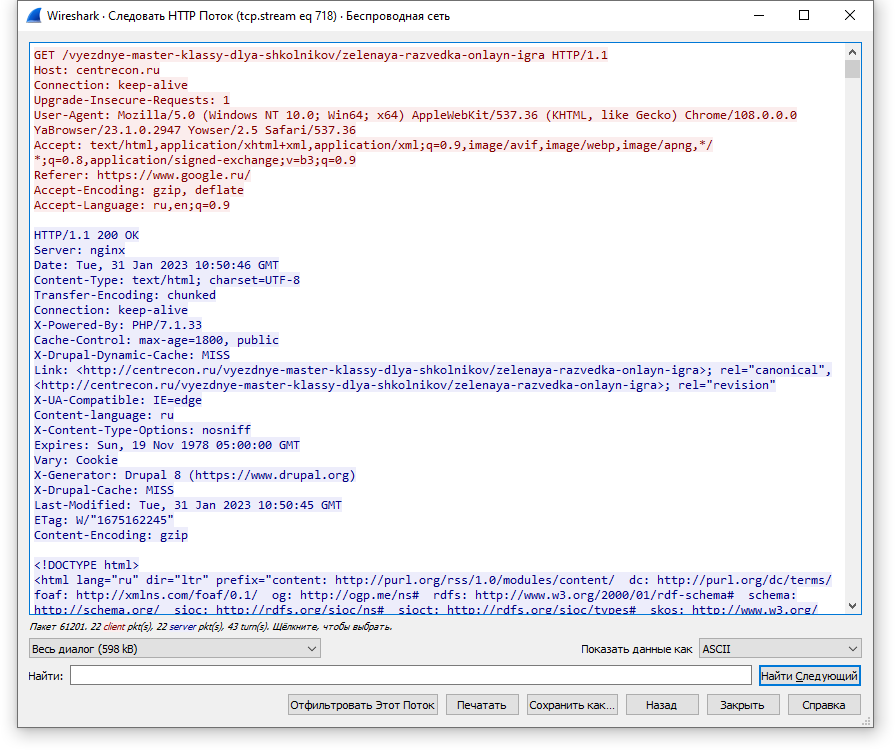 Wireshark · Следовать HTTP Поток (tcp.stream eq 718) · Беспроводная сеть
GET /vyezdnye-master-klassy-dlya-shkolnikov/zelenaya-razvedka-onlayn-igra HTTP/1.1
Host: centrecon.ru
Connection: keep-alive
Upgrade-Insecure-Requests: 1
User-Agent: Mozilla/5.0 (Windows NT 10.0; Win64; x64) AppleWebKit/537.36 (KHTML, like Gecko) Chrome/108.0.0.0
YaBrowser/23.1.0.2947 Yowser/2.5 Safari/537.36
Accept: text/html,application/xhtml+xml,application/xml;q=0.9,image/avif,image/webp,image/apng,*/
*;q=0.8,application/signed-exchange;v=b3;q=0.9
Referer: https://www.google.ru/
Accept-Encoding: gzip, deflate
Accept-Language: ru,en;q=0.9
HTTP/1.1 200 OK
Server: nginx
Date: Tue, 31 Jan 2023 10:50:46 GMT
Content-Type: text/html; charset=UTF-8
Transfer-Encoding: chunked
Connection: keep-alive
X-Powered-By: PHP/7.1.33
Cache-Control: max-age=1800, public
X-Drupal-Dynamic-Cache: MISS
Link: <http://centrecon.ru/vyezdnye-master-klassy-dlya-shkolnikov/zelenaya-razvedka-onlayn-igra>; rel="canonical",
<http://centrecon.ru/vyezdnye-master-klassy-dlya-shkolnikov/zelenaya-razvedka-onlayn-igra>; rel="revision"
X-UA-Compatible: IE=edge
Content-language: ru
X-Content-Type-Options: nosniff
Expires: Sun, 19 Nov 1978 05:00:00 GMT
Vary: Cookie
X-Generator: Drupal 8 (https://www.drupal.org)
X-Drupal-Cache: MISS
Last-Modified: Tue, 31 Jan 2023 10:50:45 GMT
ETag: W/"1675162245"
Content-Encoding: gzip
<!DOCTYPE html>
<html lang="ru" dir="ltr" prefix="content: http://purl.org/rss/1.0/modules/content/  dc: http://purl.org/dc/terms/
foaf: http://xmlns.com/foaf/0.1/  og: http://ogp.me/ns#  rdfs: http://www.w3.org/2000/01/rdf-schema#  schema:
http://schema.org/  sioc: http://rdfs.org/sioc/ns#  sioct: http://rdfs.org/sioc/types#  skos: http://www.w3.org/
Пакет 61201. 22 client pkt(s), 22 server pkt(s), 43 turn(s). Щёлкните, чтобы выбрать.
Весь диалог (598 kB) Показать данные как ASCII
Найти: Найти Следующий
Отфильтровать Этот Поток Печатать Сохранить как... Назад Закрыть Справка